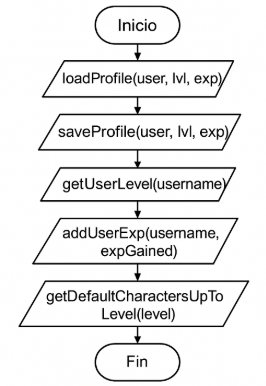 Inicio
loadProfile(user, lvl, exp)
saveProfile(user, lvl, exp)
getUserLevel(username)
addUserExp(username,
expGained)
getDefaultCharactersUpTo
Level(level)
Fin